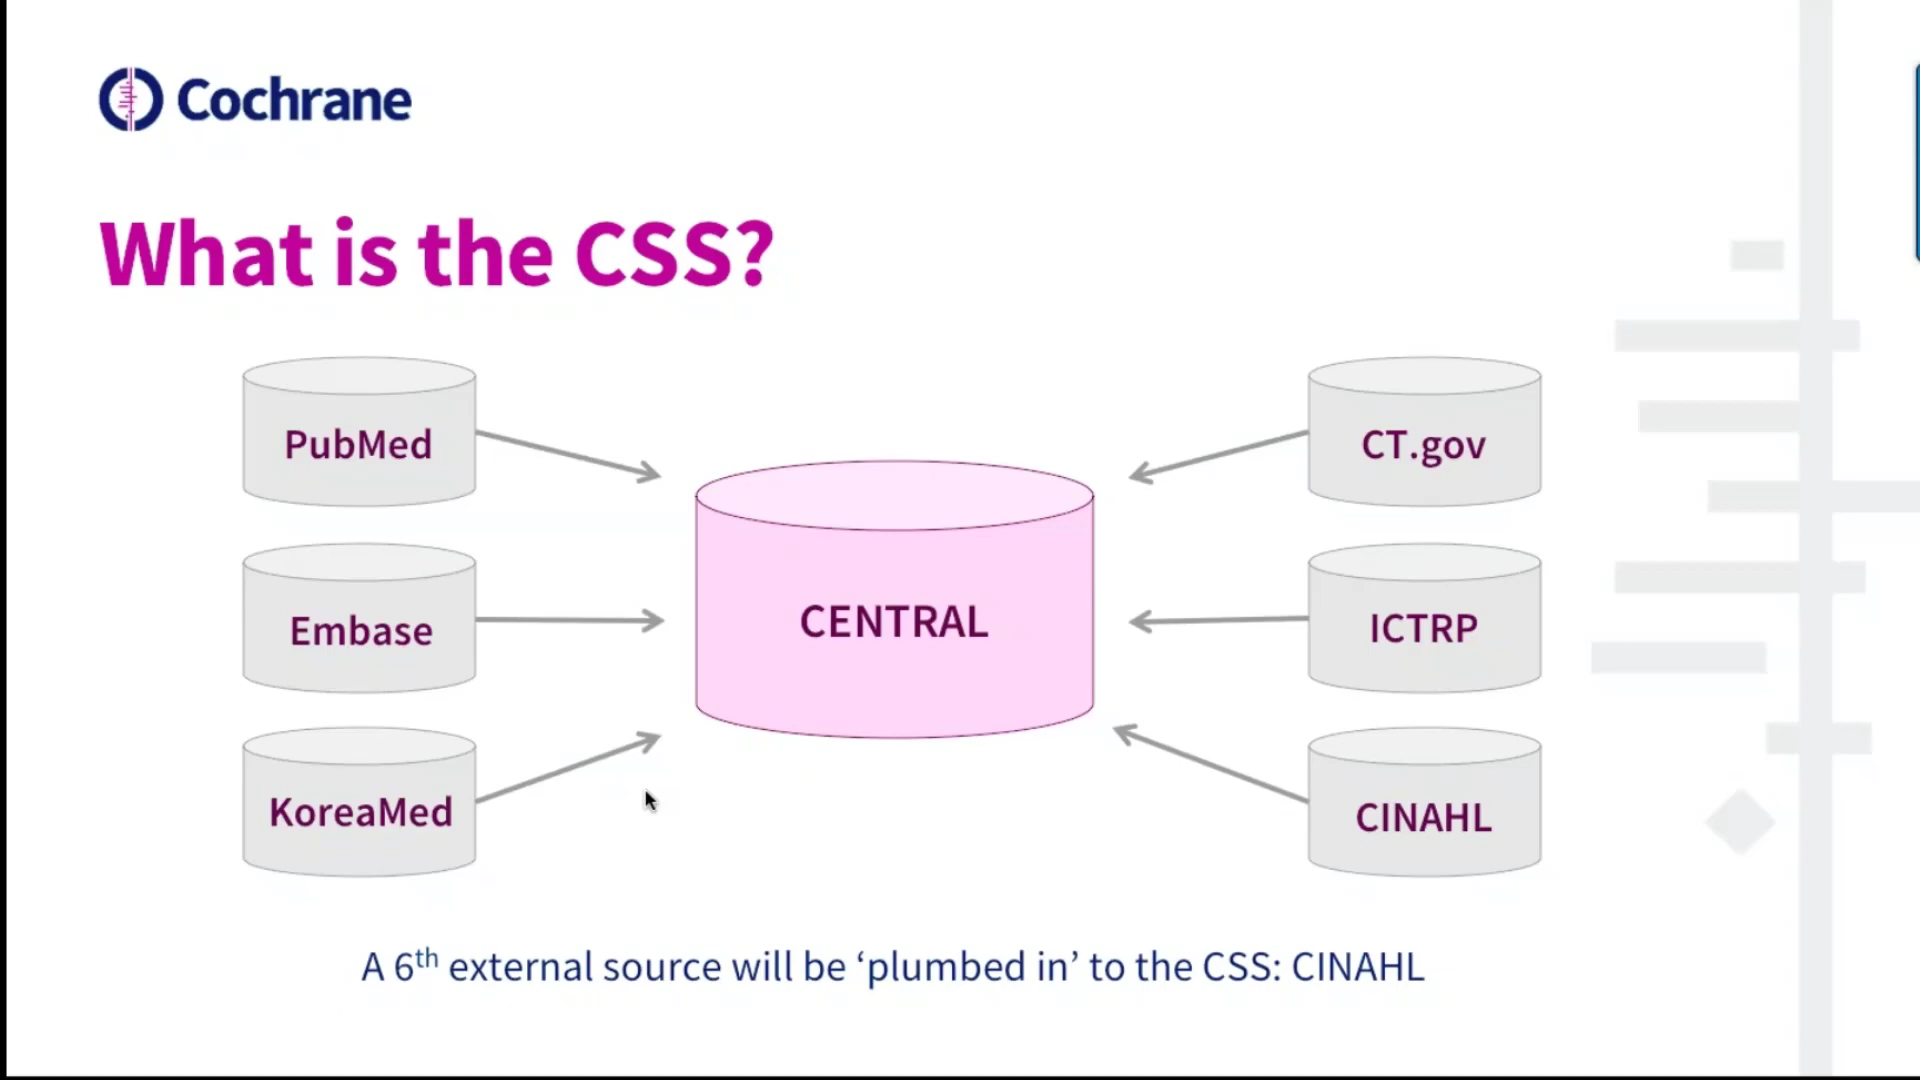 Cochrane
What is the CSS?
PubMed
CT.gov
CENTRAL
Embase
ICTRP
KoreaMed
CINAHL
A 6th external source will be ‘plumbed in’ to the CSS: CINAHL